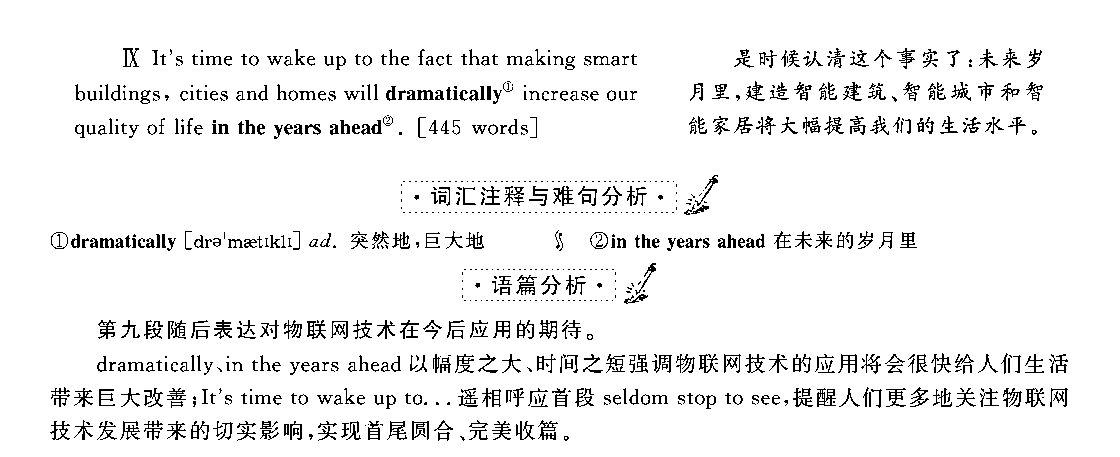 Ⅸ It's time to wake up to the fact that making smart
buildings, cities and homes will dramatically① increase our
quality of life in the years ahead②. [445 words]
是时候认清这个事实了:未来岁
月里,建造智能建筑、智能城市和智
能家居将大幅提高我们的生活水平。
·词汇注释与难句分析·
①dramatically [drə'mætɪklɪ] ad. 突然地,巨大地
②in the years ahead 在未来的岁月里
·语篇分析·
第九段随后表达对物联网技术在今后应用的期待。
dramatically、in the years ahead 以幅度之大、时间之短强调物联网技术的应用将会很快给人们生活
带来巨大改善;It's time to wake up to... 遥相呼应首段 seldom stop to see,提醒人们更多地关注物联网
技术发展带来的切实影响,实现首尾圆合、完美收篇。